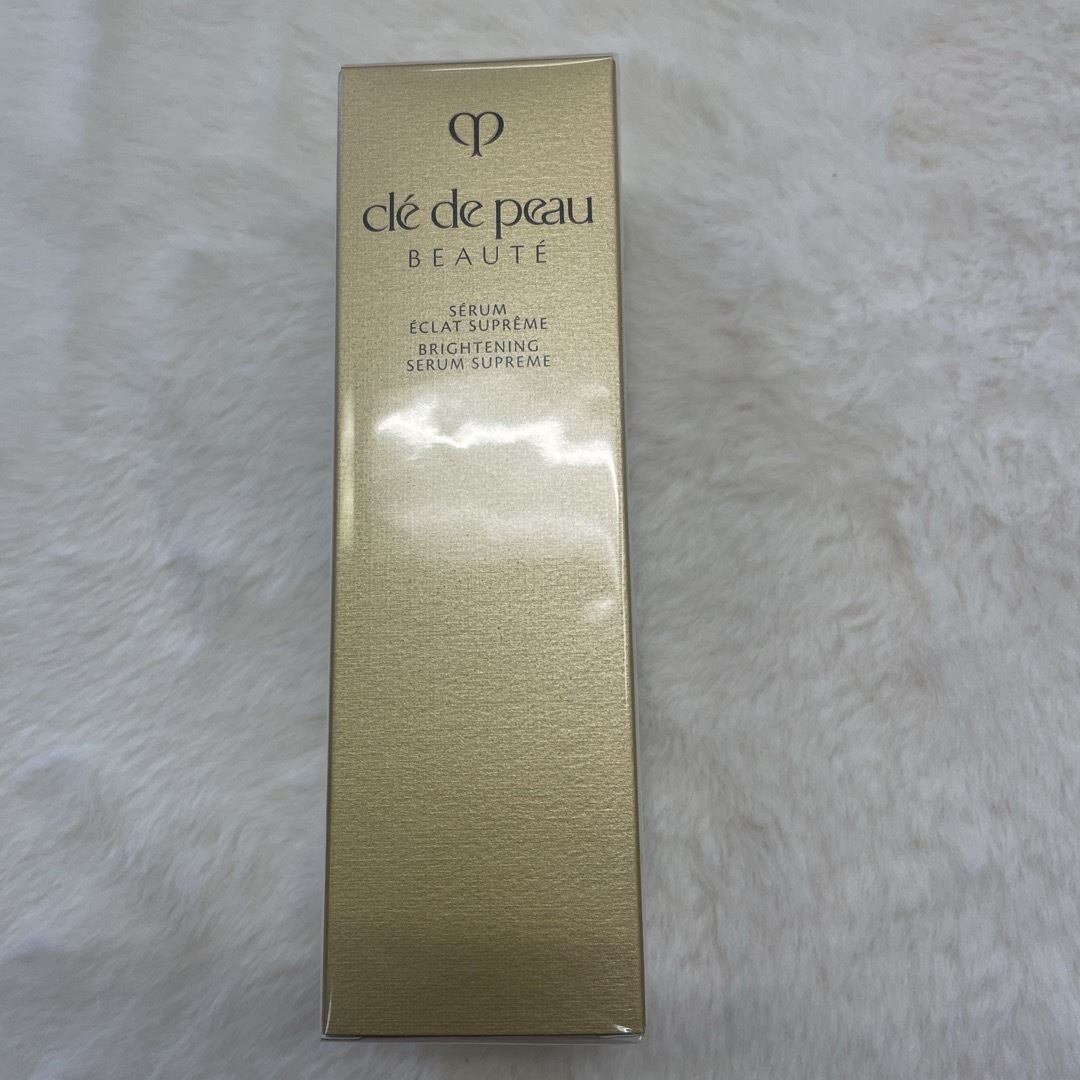 clé de peau
BEAUTÉ
SÉRUM
ÉCLAT SUPRÊME
BRIGHTENING
SERUM SUPREME